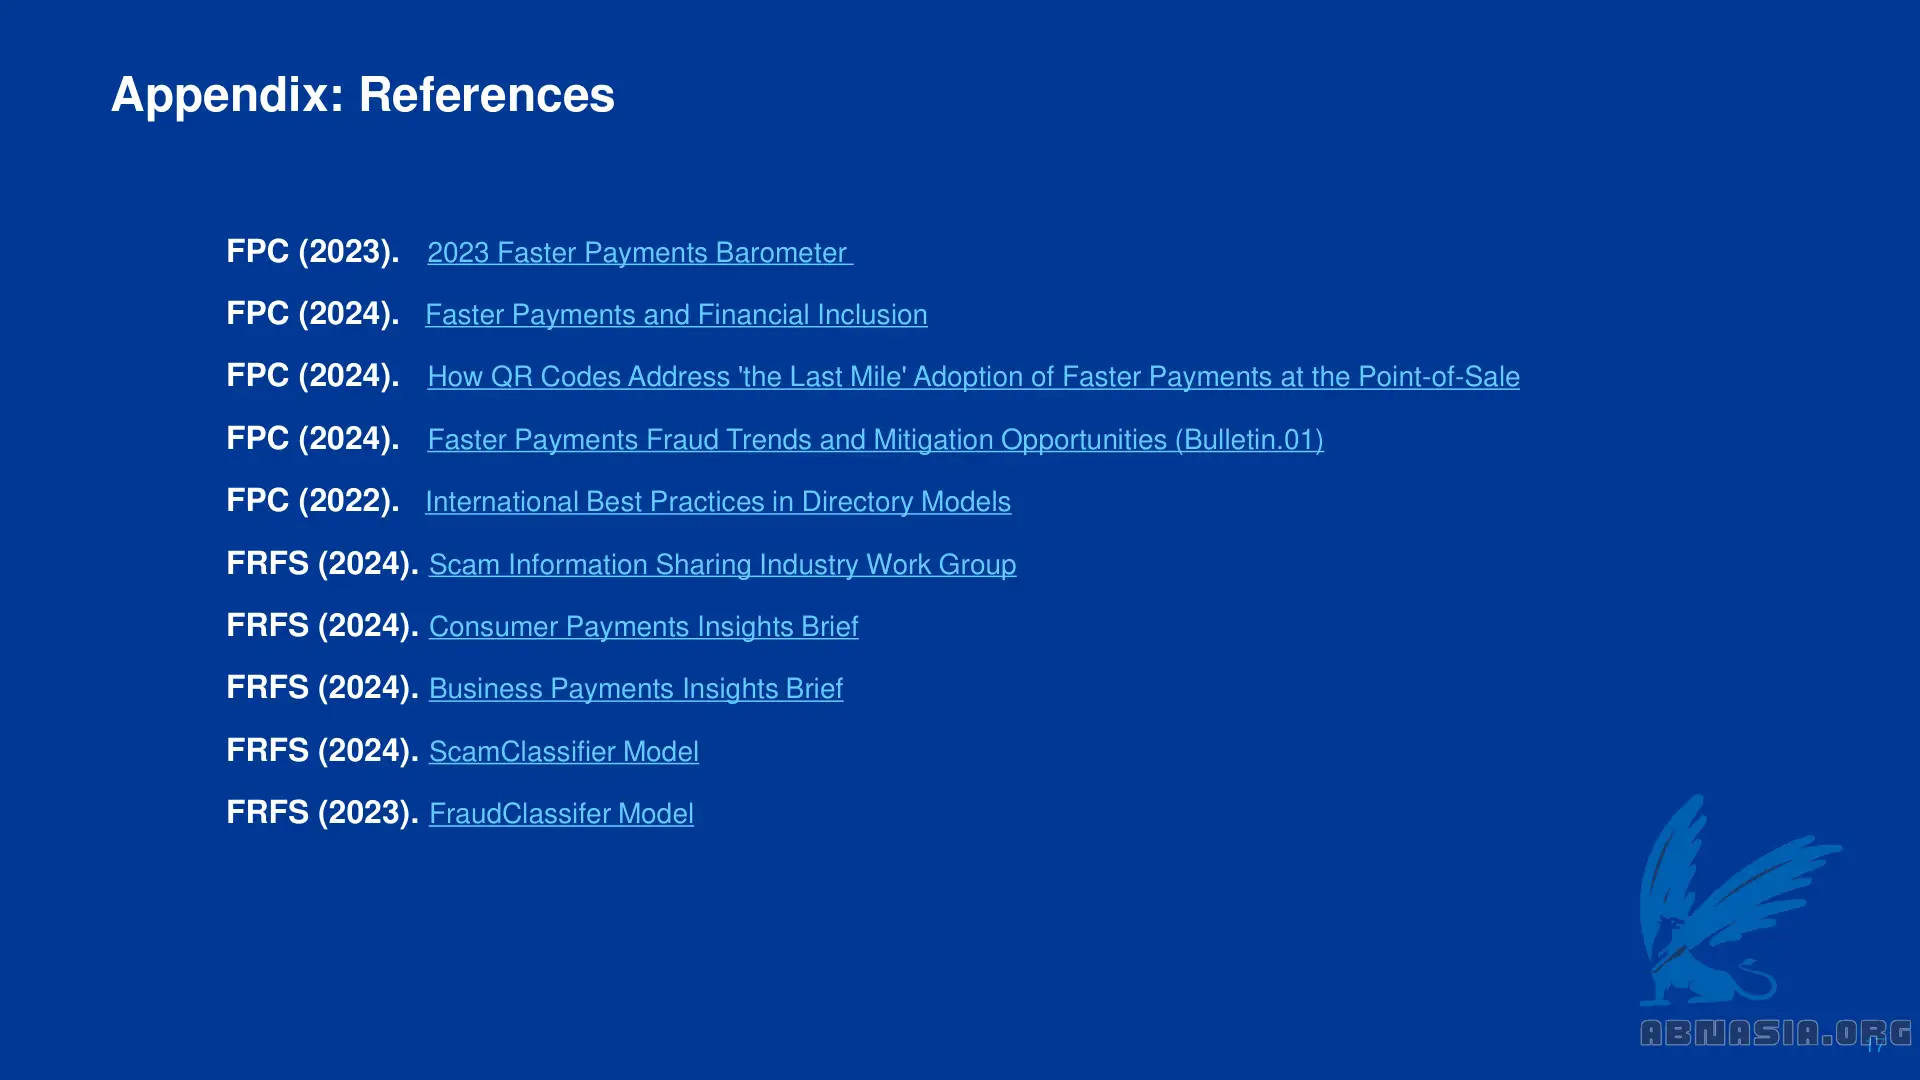 Appendix: References
FPC (2023). 2023 Faster Payments Barometer
FPC (2024). Faster Payments and Financial Inclusion
FPC (2024). How QR Codes Address 'the Last Mile' Adoption of Faster Payments at the Point-of-Sale
FPC (2024). Faster Payments Fraud Trends and Mitigation Opportunities (Bulletin.01)
FPC (2022). International Best Practices in Directory Models
FRFS (2024). Scam Information Sharing Industry Work Group
FRFS (2024). Consumer Payments Insights Brief
FRFS (2024). Business Payments Insights Brief
FRFS (2024). ScamClassifier Model
FRFS (2023). FraudClassifer Model
ABNASIA.ORG
17